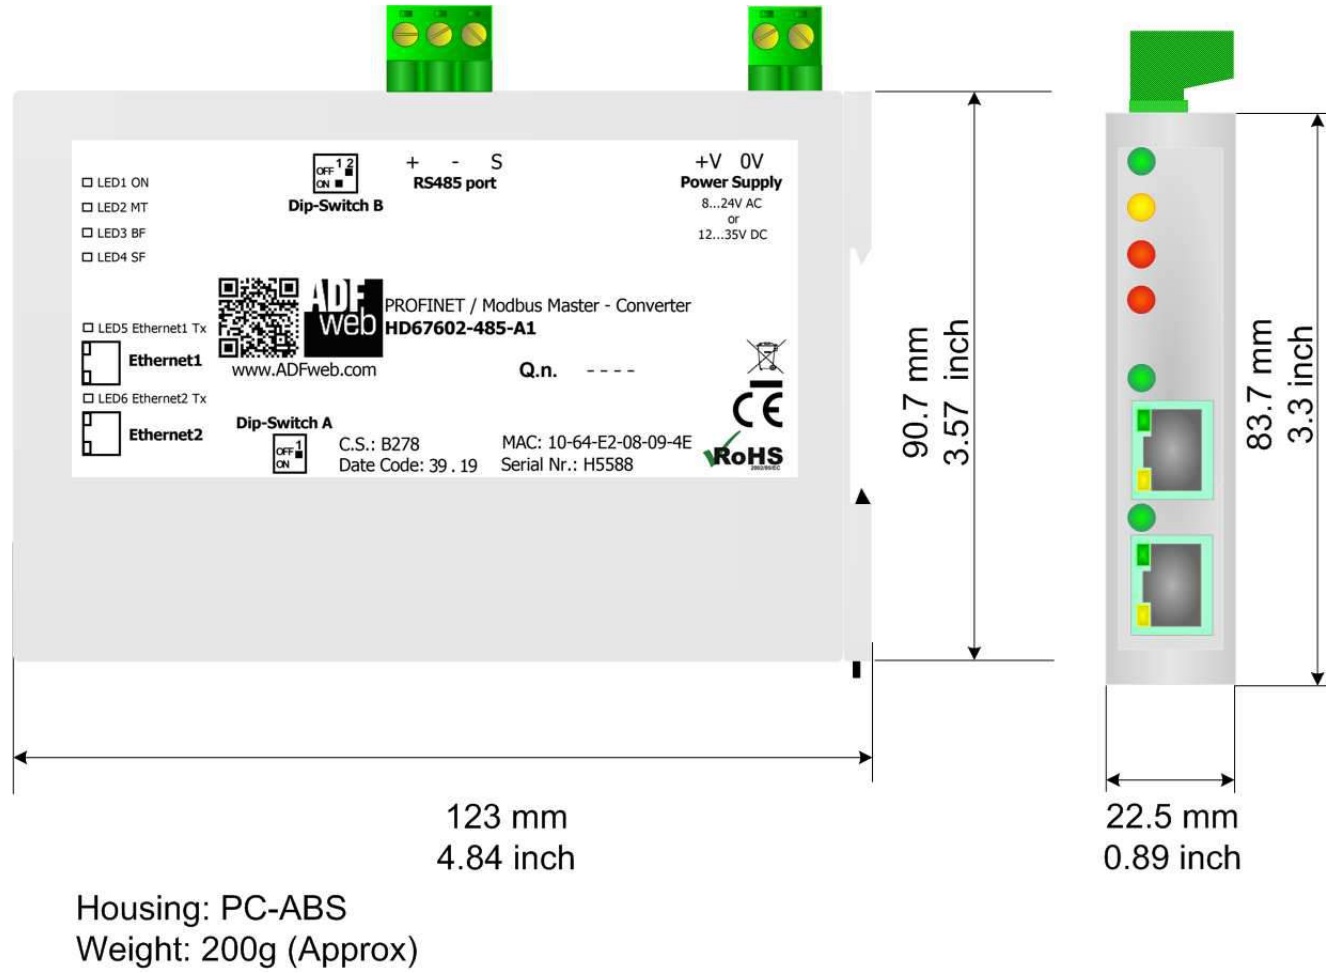 LED1 ON
LED2 MT
LED3 BF
LED4 SF
OFF 1 2
ON
Dip-Switch B
+ - S
RS485 port
+V 0V
Power Supply
8...24V AC
or
12...35V DC
ADF
web
www.ADFweb.com
PROFINET / Modbus Master - Converter
HD67602-485-A1
LED5 Ethernet1 Tx
Ethernet1
LED6 Ethernet2 Tx
Ethernet2
Q.n. - - - -
CE
RoHS
2002/95/EC
Dip-Switch A
OFF 1
ON
C.S.: B278
Date Code: 39 . 19
MAC: 10-64-E2-08-09-4E
Serial Nr.: H5588
90.7 mm
3.57 inch
83.7 mm
3.3 inch
123 mm
4.84 inch
22.5 mm
0.89 inch
Housing: PC-ABS
Weight: 200g (Approx)